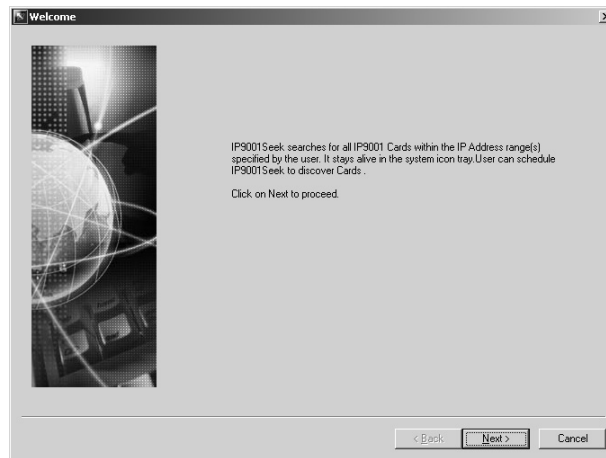 Welcome
IP9001Seek searches for all IP9001 Cards within the IP Address range(s)
specified by the user. It stays alive in the system icon tray.User can schedule
IP9001Seek to discover Cards .
Click on Next to proceed.
< Back
Next >
Cancel